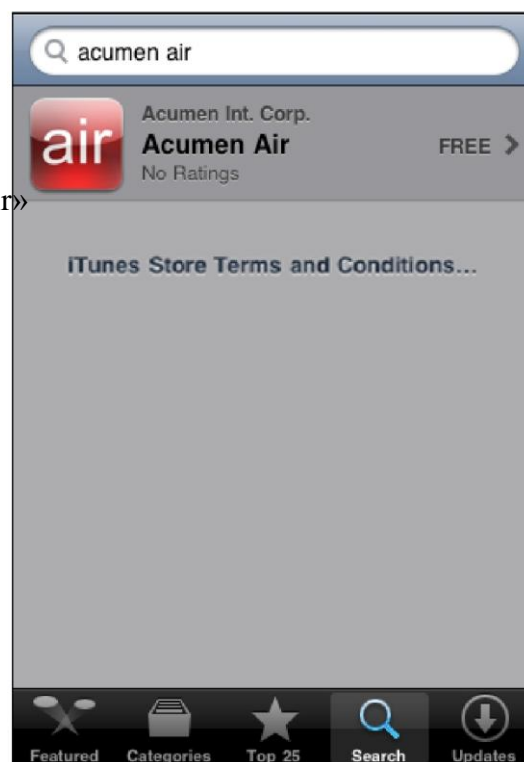 acumen air
air
Acumen Int. Corp.
Acumen Air
FREE
No Ratings
r»
iTunes Store Terms and Conditions...
Featured Categories Top 25 Search Updates